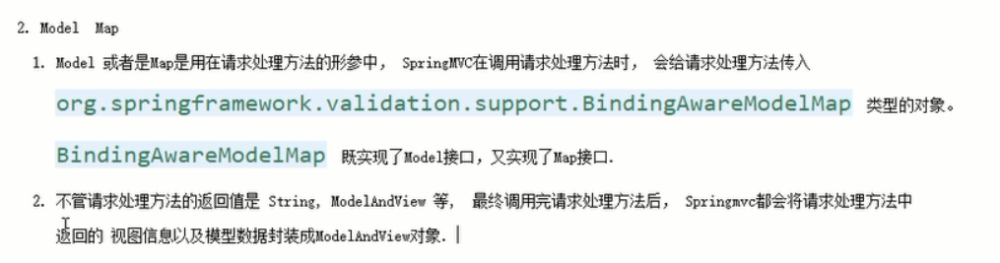 2. Model Map
1. Model 或者是Map是用在请求处理方法的形参中， SpringMVC在调用请求处理方法时， 会给请求处理方法传入
org.springframework.validation.support.BindingAwareModelMap 类型的对象。
BindingAwareModelMap 既实现了Model接口，又实现了Map接口.
2. 不管请求处理方法的返回值是 String, ModelAndView 等， 最终调用完请求处理方法后， Springmvc都会将请求处理方法中
返回的 视图信息以及模型数据封装成ModelAndView对象.